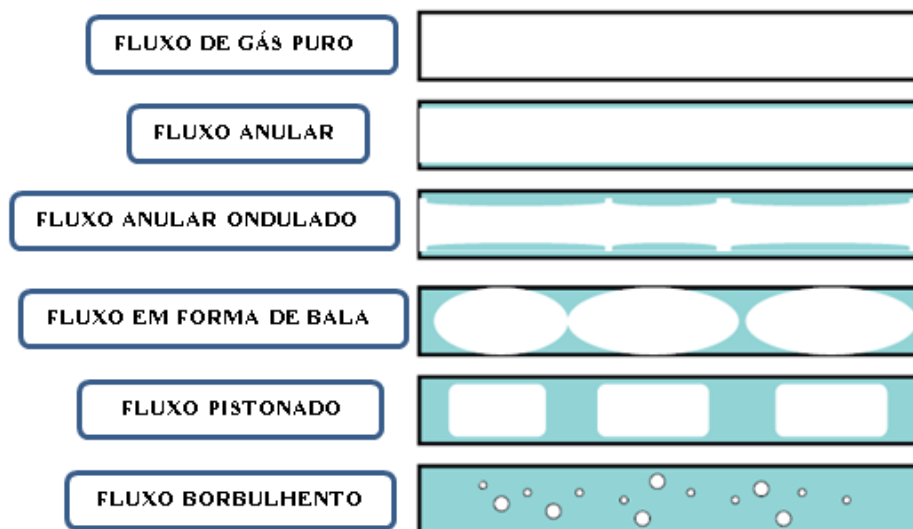 FLUXO DE GÁS PURO
FLUXO ANULAR
FLUXO ANULAR ONDULADO
FLUXO EM FORMA DE BALA
FLUXO PISTONADO
FLUXO BORBULHENTO